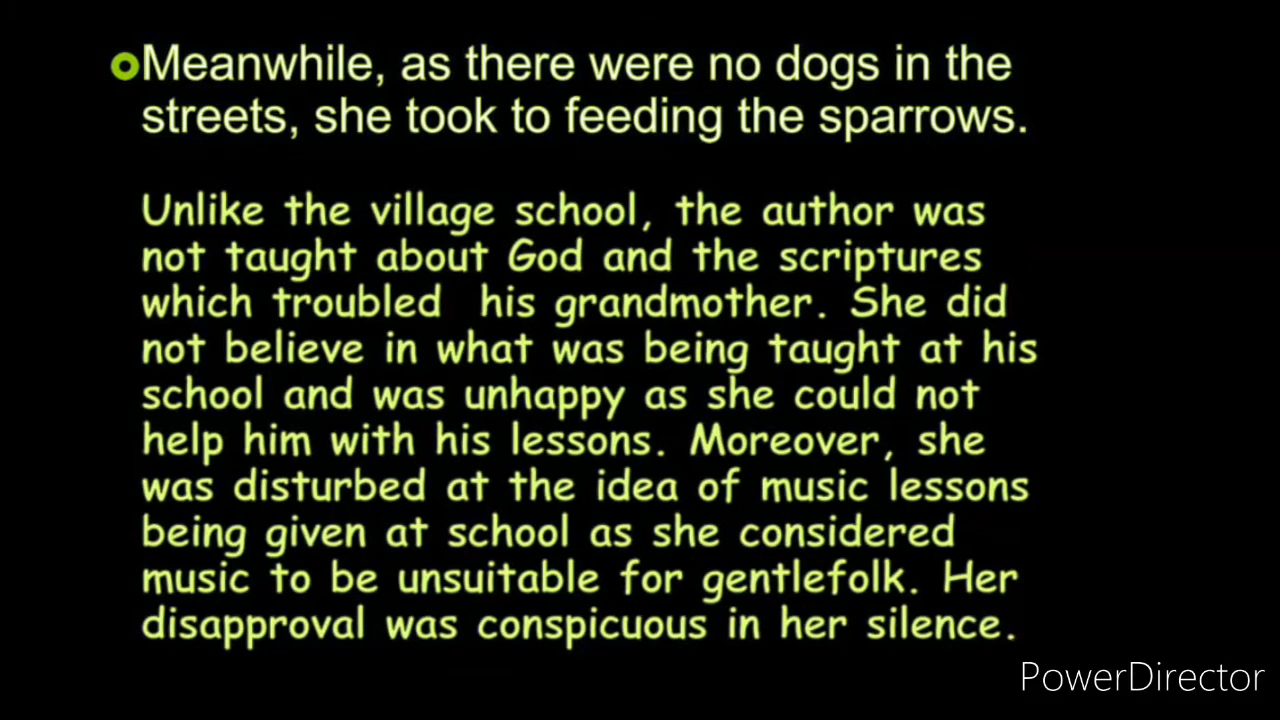 Meanwhile, as there were no dogs in the
streets, she took to feeding the sparrows.
Unlike the village school, the author was
not taught about God and the scriptures
which troubled his grandmother. She did
not believe in what was being taught at his
school and was unhappy as she could not
help him with his lessons. Moreover, she
was disturbed at the idea of music lessons
being given at school as she considered
music to be unsuitable for gentlefolk. Her
disapproval was conspicuous in her silence.
PowerDirector